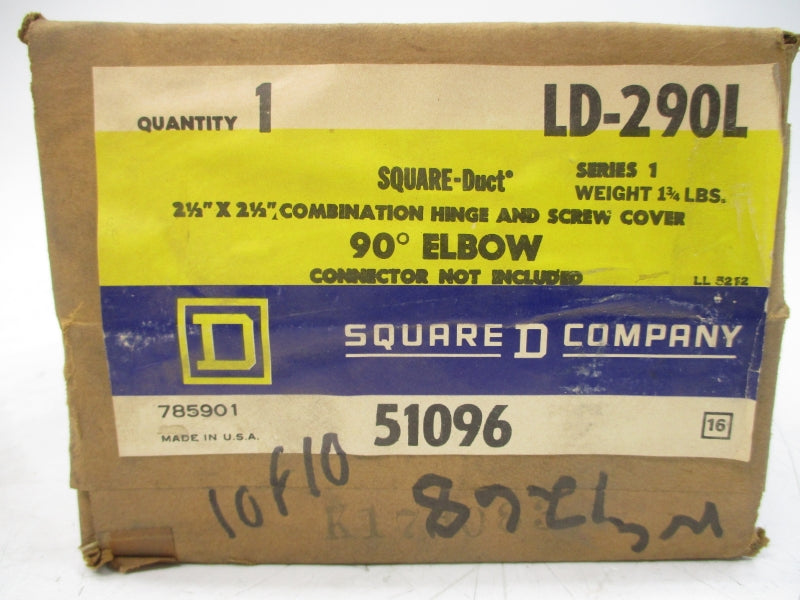 QUANTITY 1 LD-290L
SQUARE-Duct® SERIES 1
WEIGHT 1¾ LBS.
2½" X 2½" COMBINATION HINGE AND SCREW COVER
90° ELBOW
CONNECTOR NOT INCLUDED LL 5212
D SQUARE D COMPANY
785901 51096 16
MADE IN U.S.A.
10F10